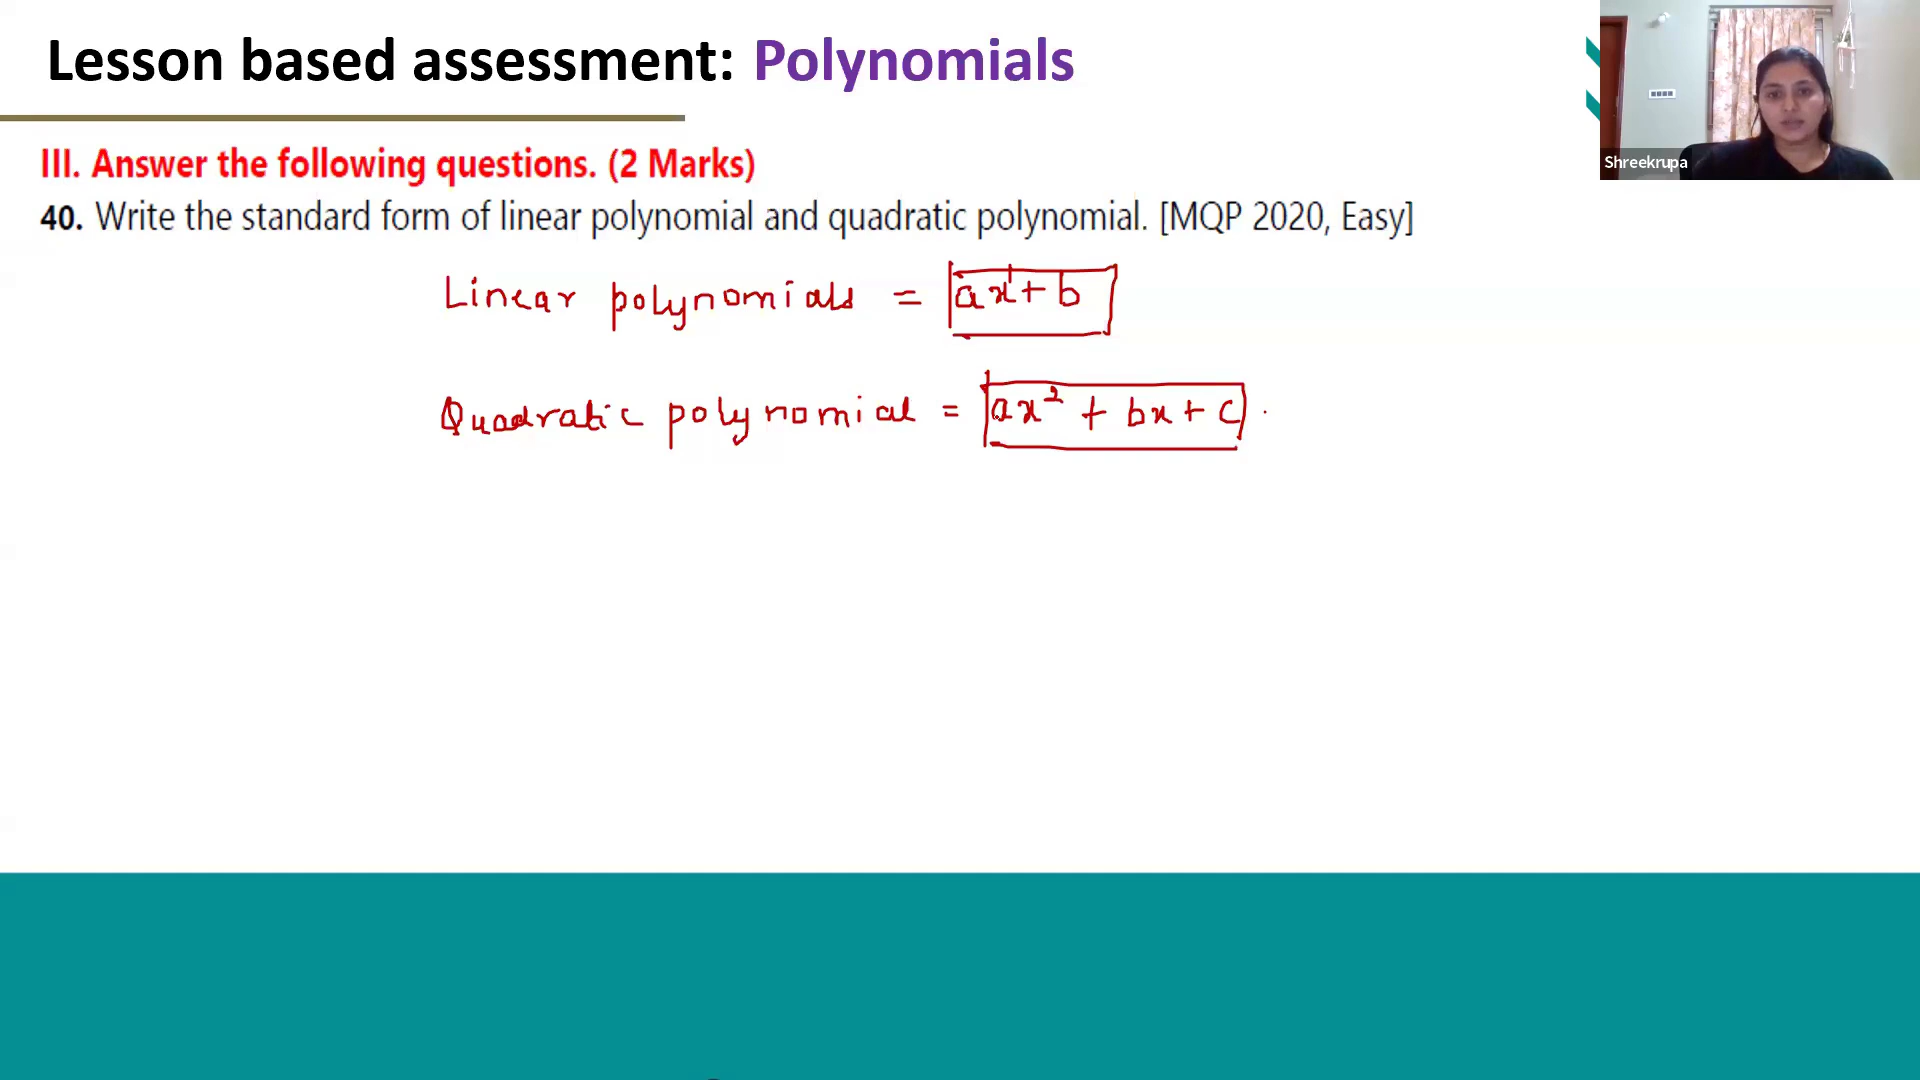 Lesson based assessment: Polynomials
Shreekrupa
III. Answer the following questions. (2 Marks)
40. Write the standard form of linear polynomial and quadratic polynomial. [MQP 2020, Easy]
Linear polynomials = ax¹ + b
Quadratic polynomial = ax² + bx + c.